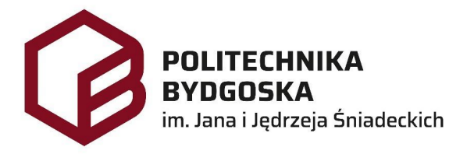 POLITECHNIKA
BYDGOSKA
im. Jana i Jędrzeja Śniadeckich